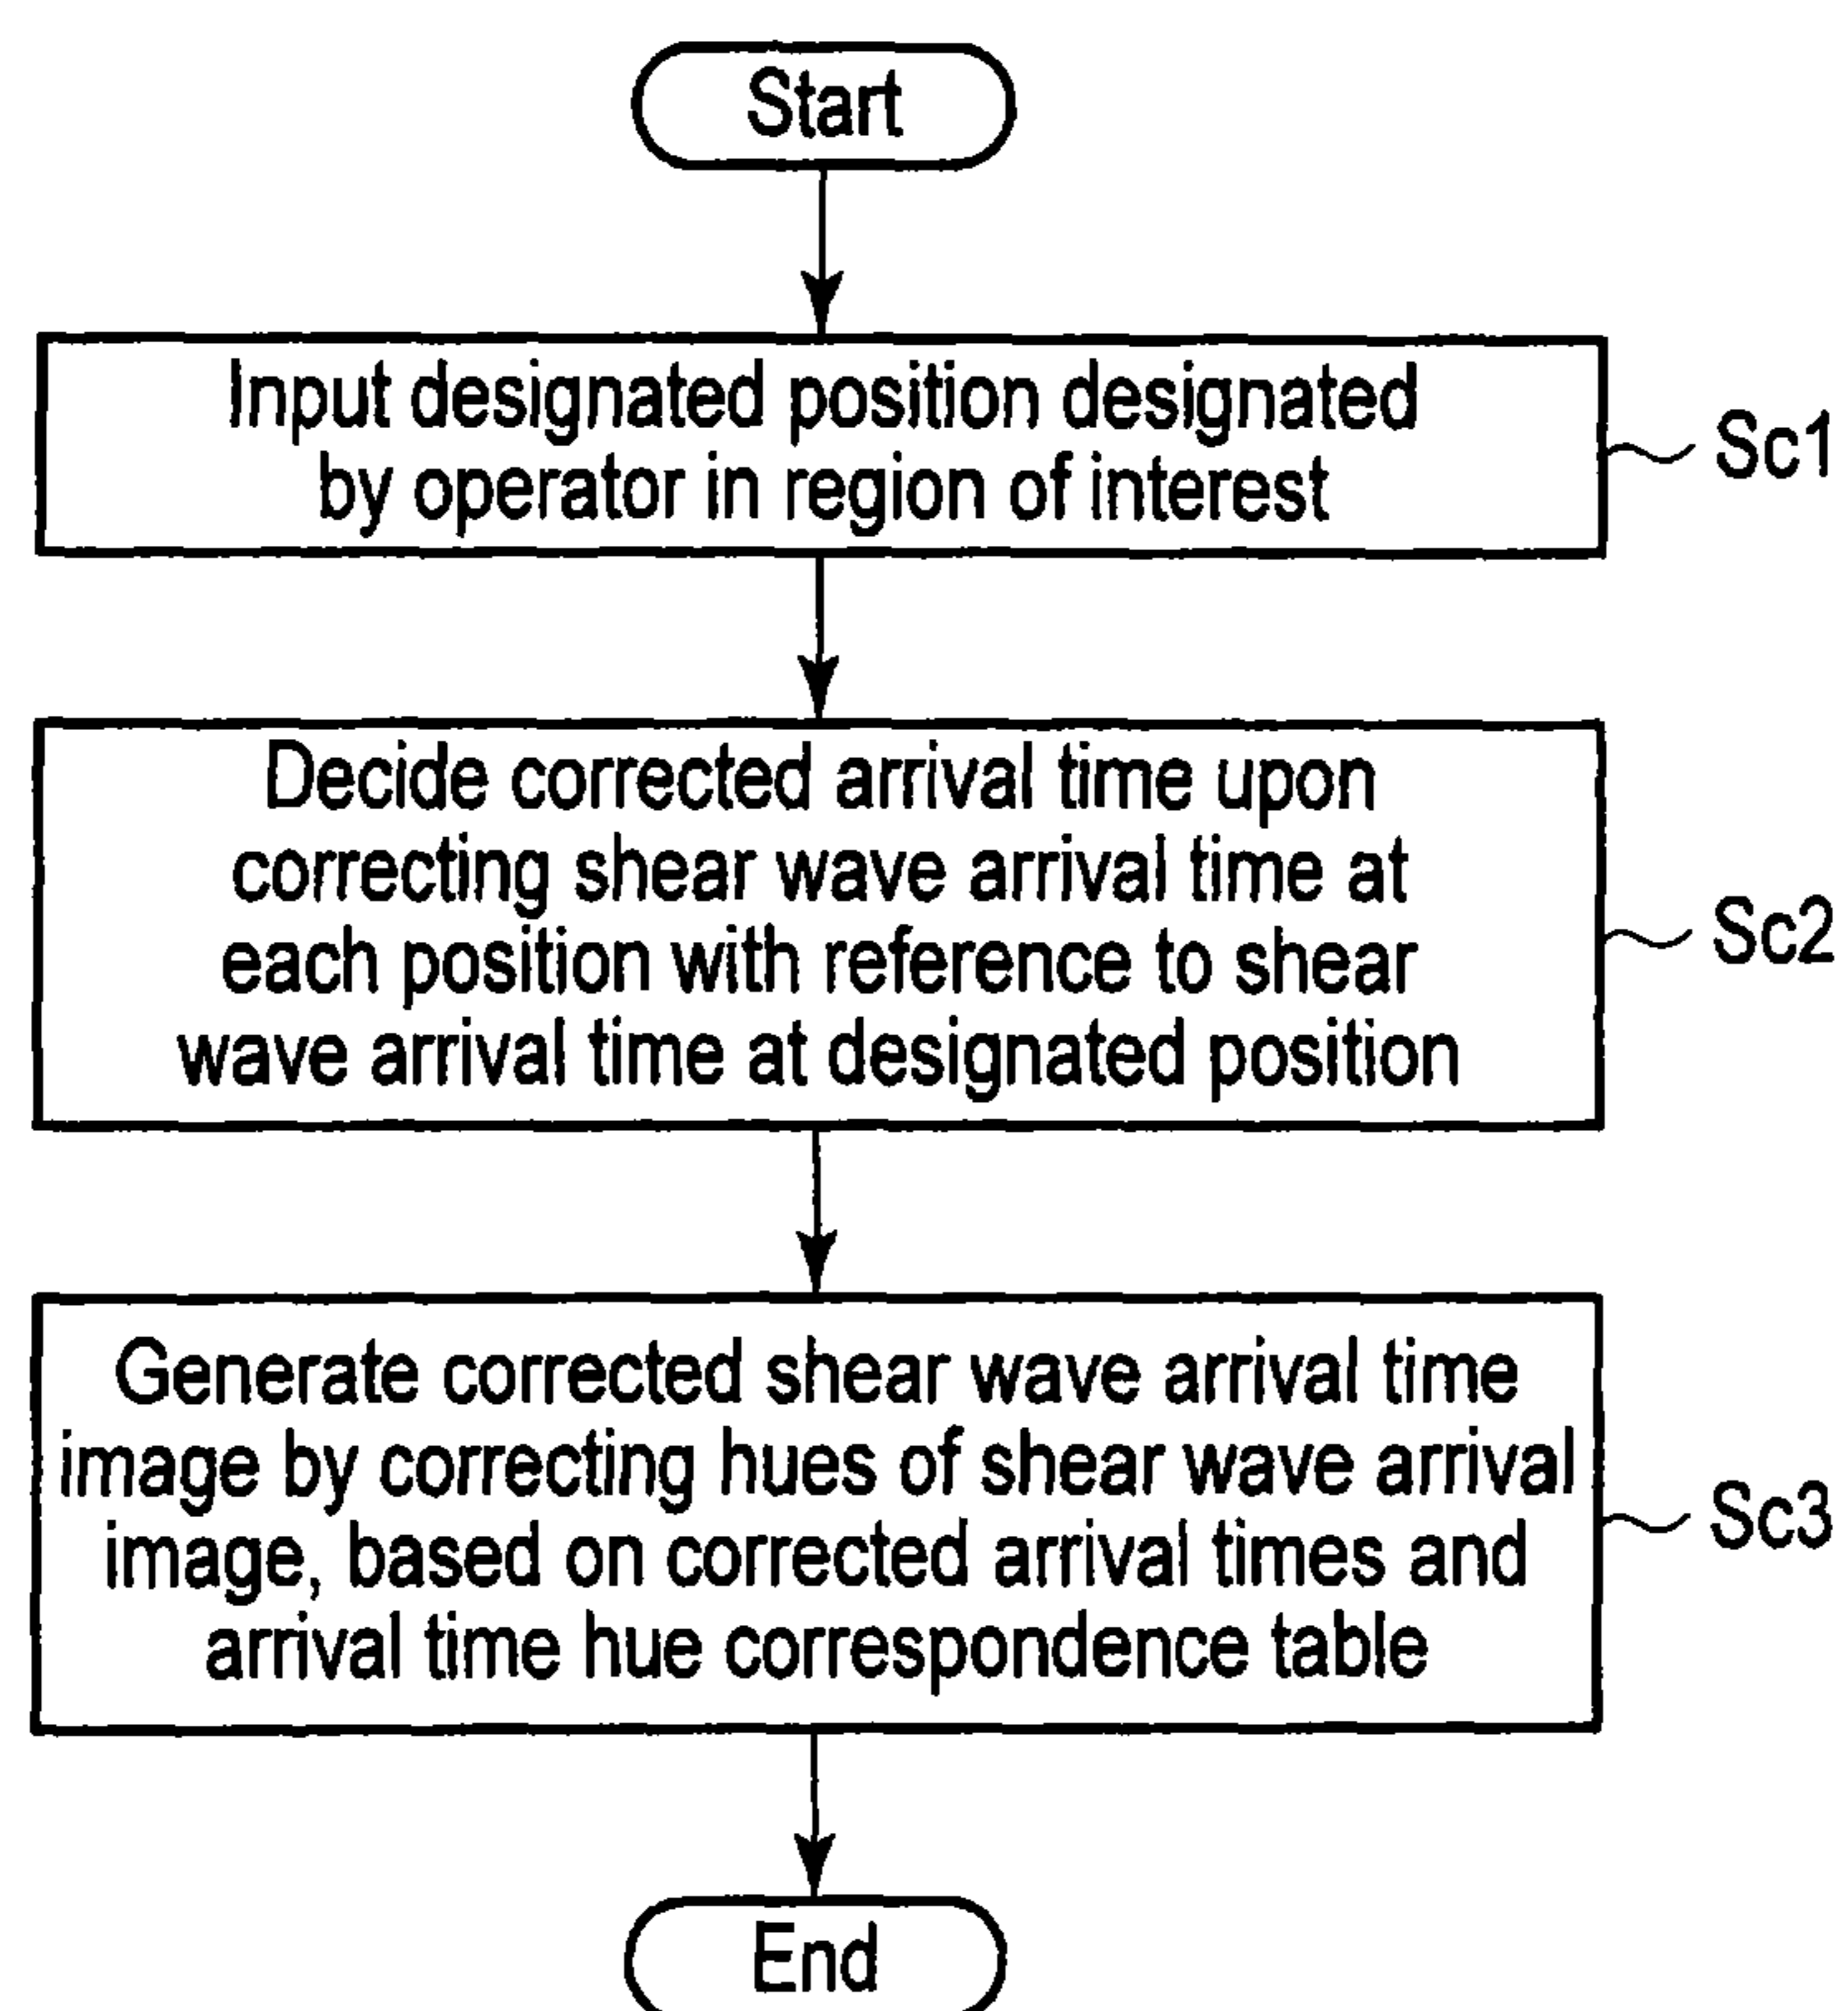 Start
Input designated position designated
by operator in region of interest
Sc1
Decide corrected arrival time upon
correcting shear wave arrival time at
each position with reference to shear
wave arrival time at designated position
Sc2
Generate corrected shear wave arrival time
image by correcting hues of shear wave arrival
image, based on corrected arrival times and
arrival time hue correspondence table
Sc3
End